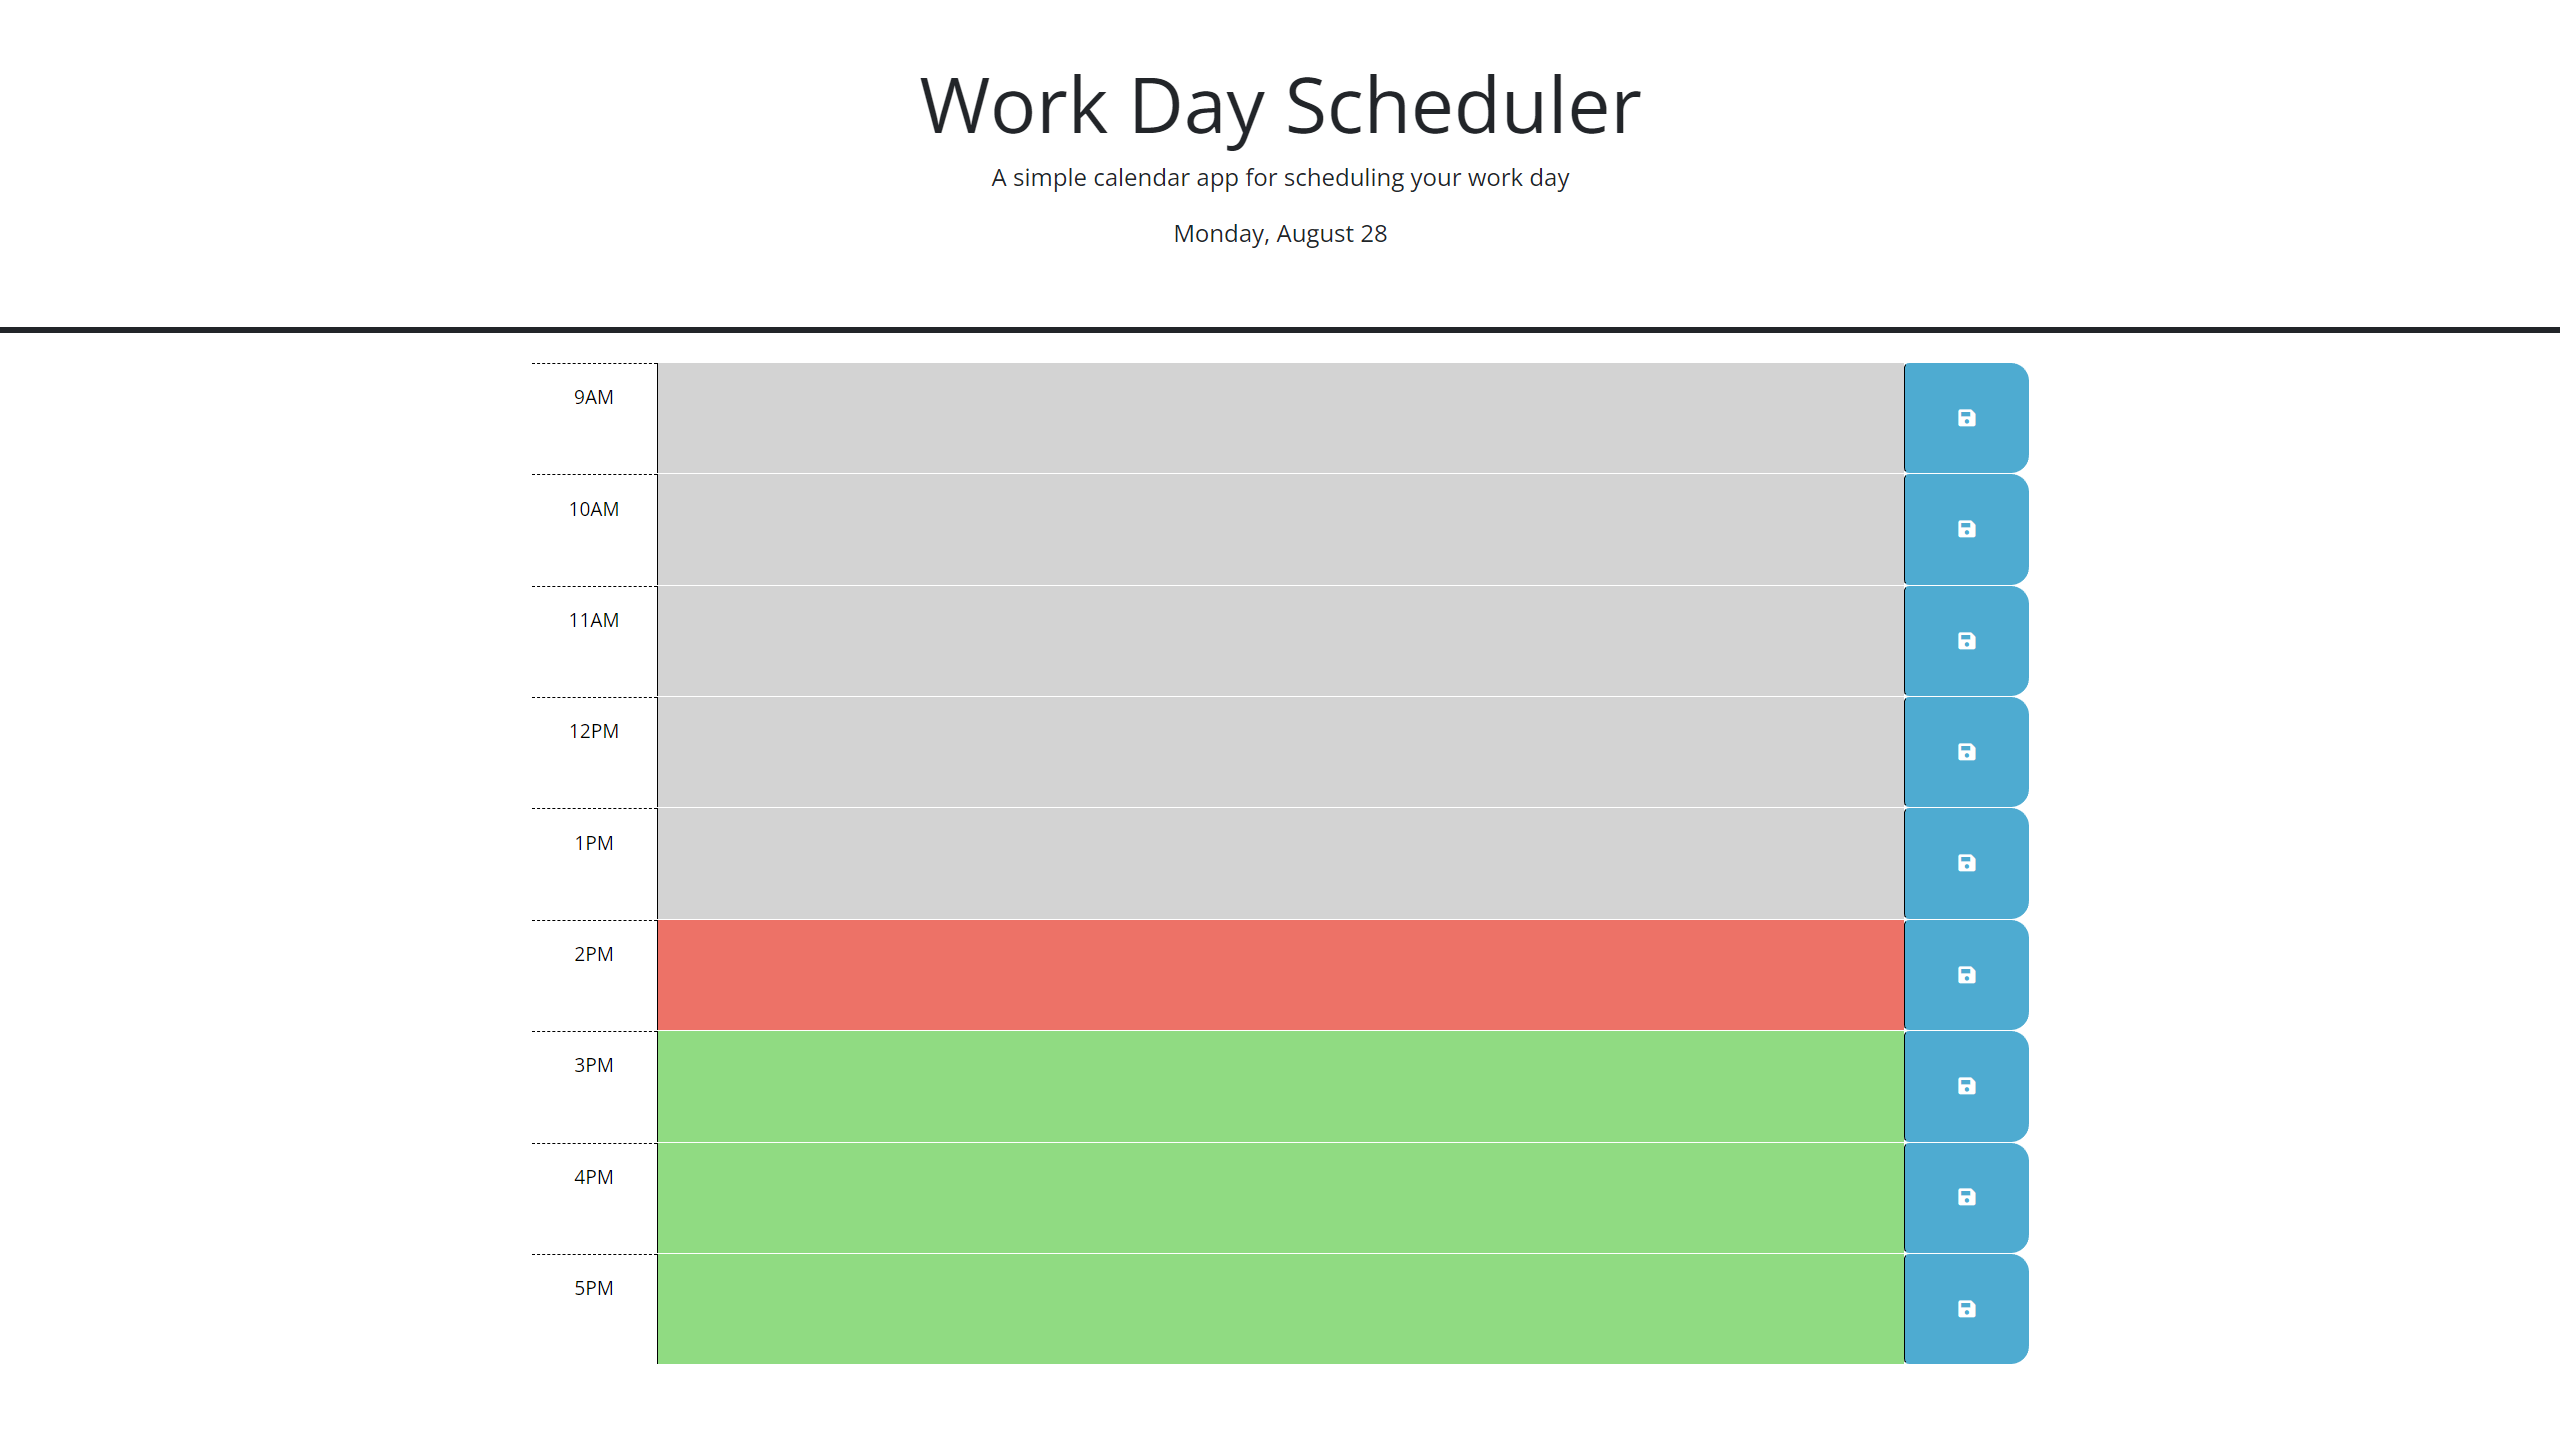 Work Day Scheduler
A simple calendar app for scheduling your work day
Monday, August 28
9AM
10AM
11AM
12PM
1PM
2PM
3PM
4PM
5PM